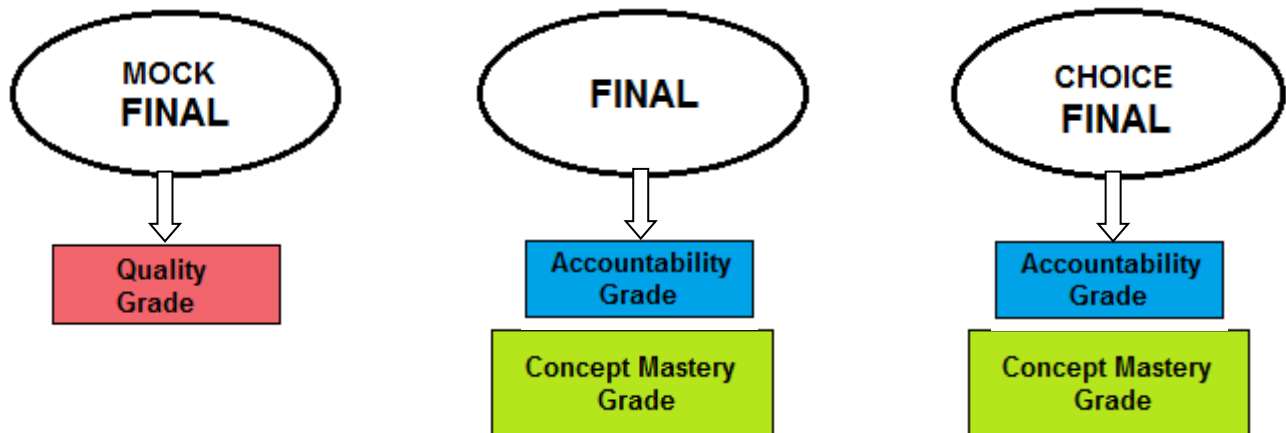 MOCK
FINAL
Quality
Grade
FINAL
Accountability
Grade
Concept Mastery
Grade
CHOICE
FINAL
Accountability
Grade
Concept Mastery
Grade